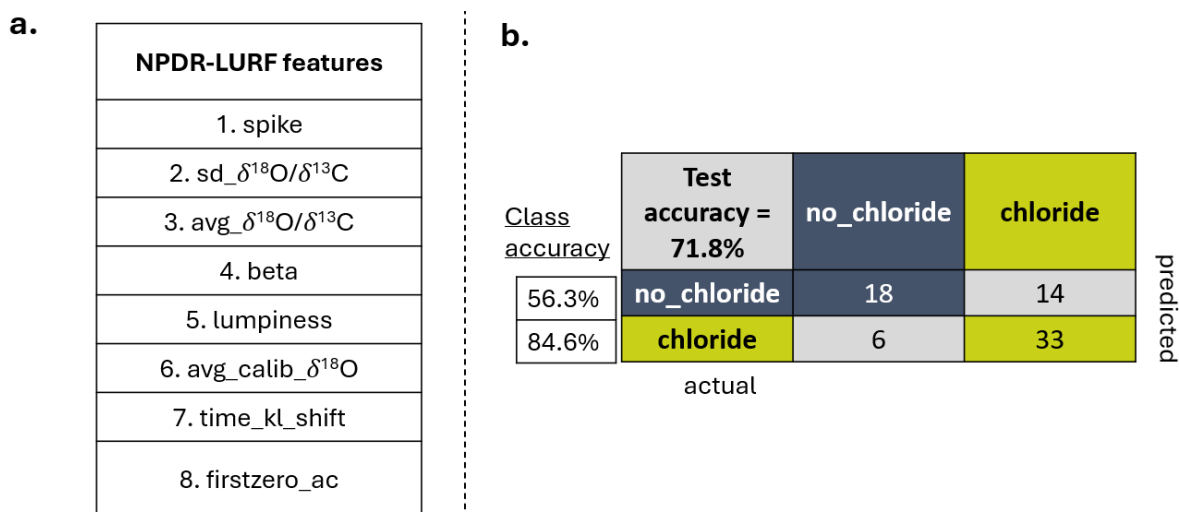 a.
NPDR-LURF features
1. spike
2. sd_δ¹⁸O/δ¹³C
3. avg_δ¹⁸O/δ¹³C
4. beta
5. lumpiness
6. avg_calib_δ¹⁸O
7. time_kl_shift
8. firstzero_ac
b.
Class
accuracy
Test
accuracy =
71.8%
no_chloride
chloride
56.3%
no_chloride
18
14
84.6%
chloride
6
33
actual
predicted